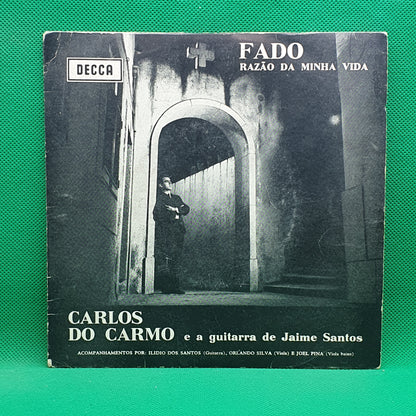 FADO
RAZÃO DA MINHA VIDA
DECCA
CARLOS
DO CARMO e a guitarra de Jaime Santos
ACOMPANHAMENTOS POR: ILIDIO DOS SANTOS (Guitarra), ORLANDO SILVA (Viola) E JOEL PINA (Viola baixo)